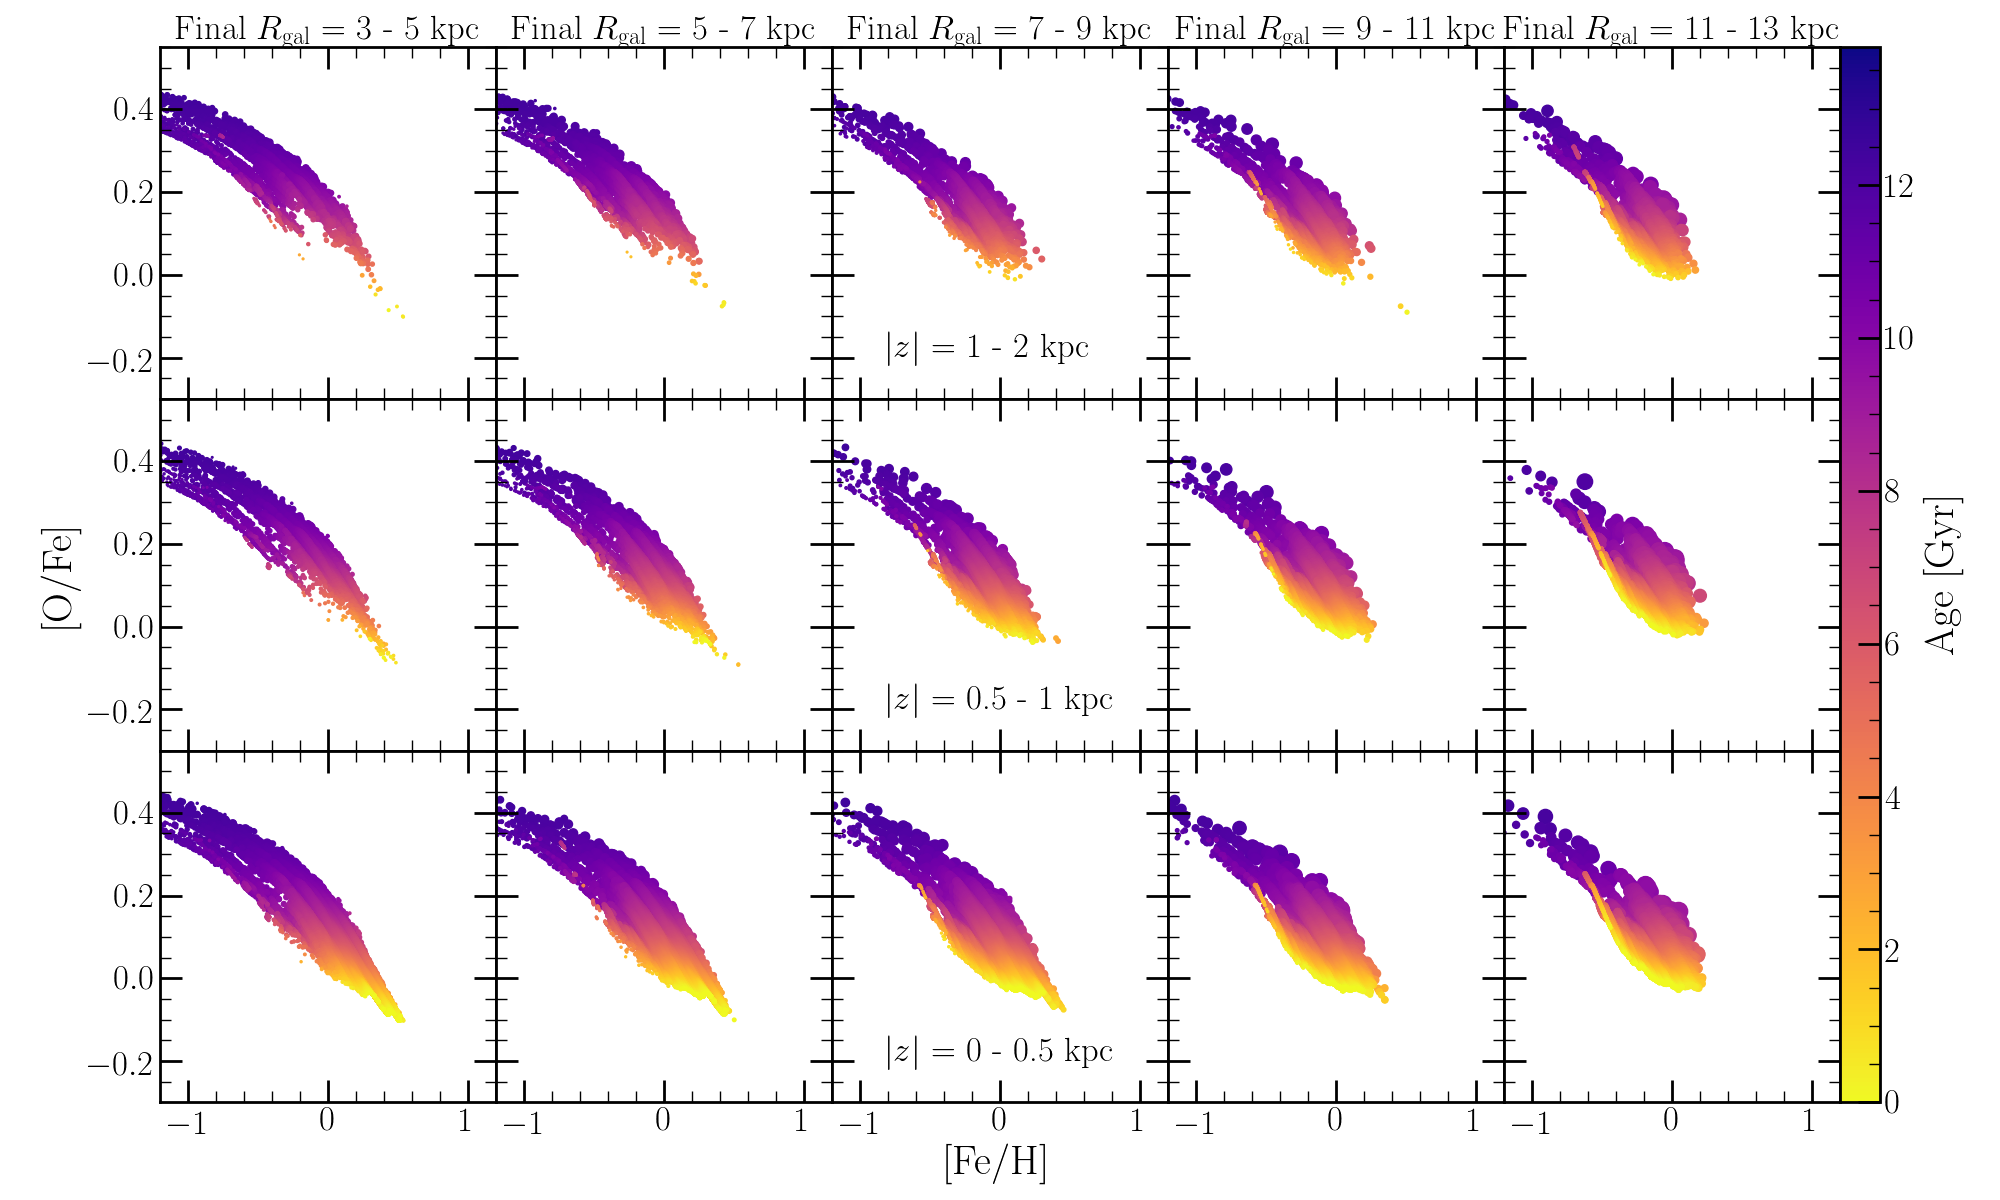 Final R_gal = 3 - 5 kpc
Final R_gal = 5 - 7 kpc
Final R_gal = 7 - 9 kpc
Final R_gal = 9 - 11 kpc
Final R_gal = 11 - 13 kpc
0.4
0.2
0.0
−0.2
|z| = 1 - 2 kpc
0.4
0.2
0.0
−0.2
|z| = 0.5 - 1 kpc
0.4
0.2
0.0
−0.2
|z| = 0 - 0.5 kpc
[O/Fe]
−1 0 1
−1 0 1
−1 0 1
−1 0 1
−1 0 1
[Fe/H]
12
10
8
6
4
2
0
Age [Gyr]